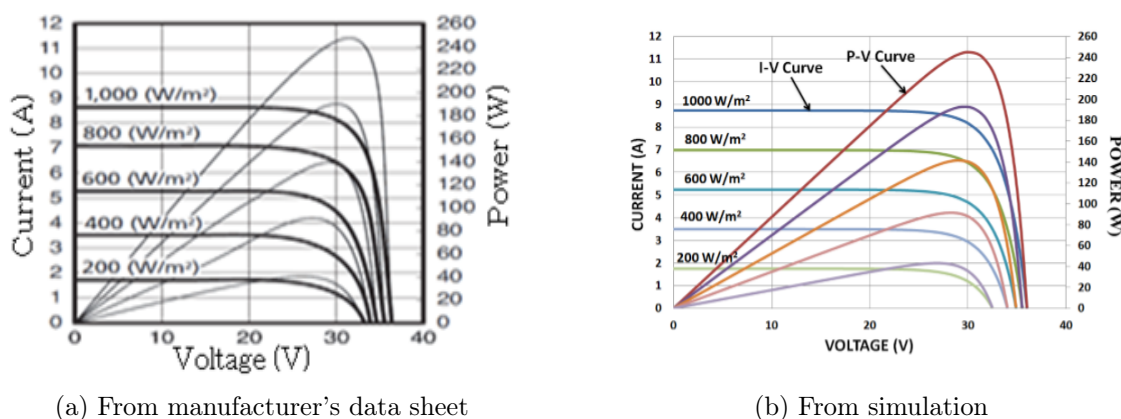 12
11
10
9
8
7
6
5
4
3
2
1
0
Current (A)
1,000 (W/m²)
800 (W/m²)
600 (W/m²)
400 (W/m²)
200 (W/m²)
260
240
220
200
180
160
140
120
100
80
60
40
20
0
Power (W)
0 10 20 30 40
Voltage (V)
(a) From manufacturer's data sheet
12
11
10
9
8
7
6
5
4
3
2
1
0
CURRENT (A)
I-V Curve
P-V Curve
1000 W/m²
800 W/m²
600 W/m²
400 W/m²
200 W/m²
260
240
220
200
180
160
140
120
100
80
60
40
20
0
POWER (W)
0 10 20 30 40
VOLTAGE (V)
(b) From simulation